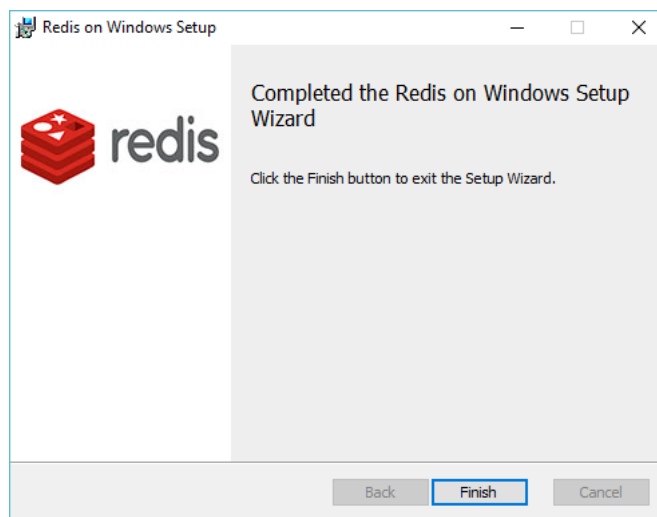 Redis on Windows Setup
redis
Completed the Redis on Windows Setup
Wizard
Click the Finish button to exit the Setup Wizard.
Back
Finish
Cancel